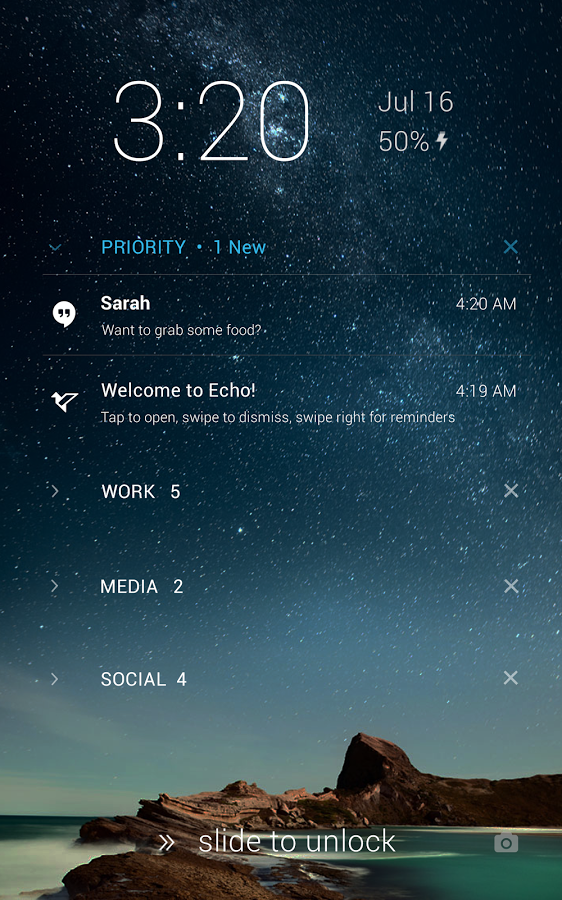 3:20
Jul 16
50%
PRIORITY • 1 New
Sarah 4:20 AM
Want to grab some food?
Welcome to Echo! 4:19 AM
Tap to open, swipe to dismiss, swipe right for reminders
WORK 5
MEDIA 2
SOCIAL 4
slide to unlock